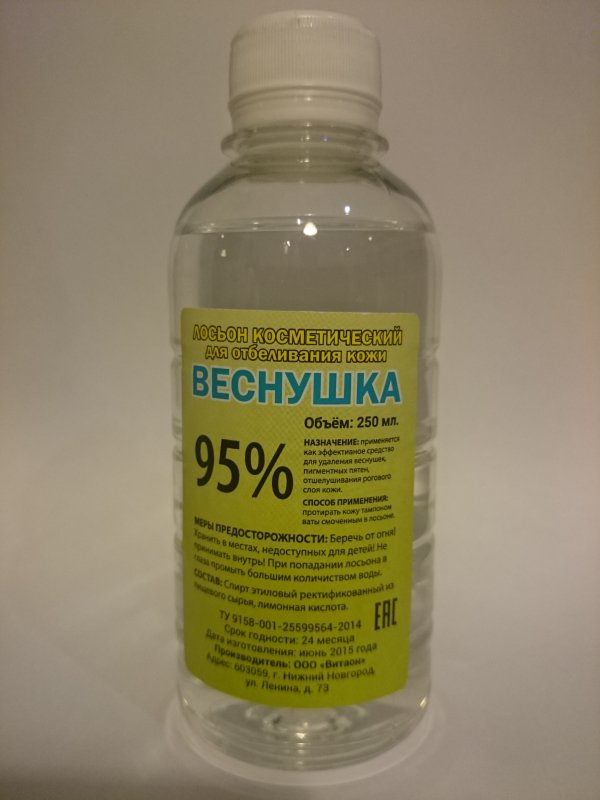 ЛОСЬОН КОСМЕТИЧЕСКИЙ
для отбеливания кожи
ВЕСНУШКА
Объём: 250 мл.
95%
НАЗНАЧЕНИЕ: применяется
как эффективное средство
для удаления веснушек,
пигментных пятен,
отшелушивания рогового
слоя кожи.
СПОСОБ ПРИМЕНЕНИЯ:
протирать кожу тампоном
ваты смоченным в лосьоне.
МЕРЫ ПРЕДОСТОРОЖНОСТИ: Беречь от огня!
Хранить в местах, недоступных для детей! Не
принимать внутрь! При попадании лосьона в
глаза промыть большим количиством воды.
СОСТАВ: Спирт этиловый ректификованный из
пищевого сырья, лимонная кислота.
EAC
ТУ 9158-001-25599564-2014
Срок годности: 24 месяца
Дата изготовления: июнь 2015 года
Производитель: ООО «Витаон»
Адрес: 603059, г. Нижний Новгород,
ул. Ленина, д. 73